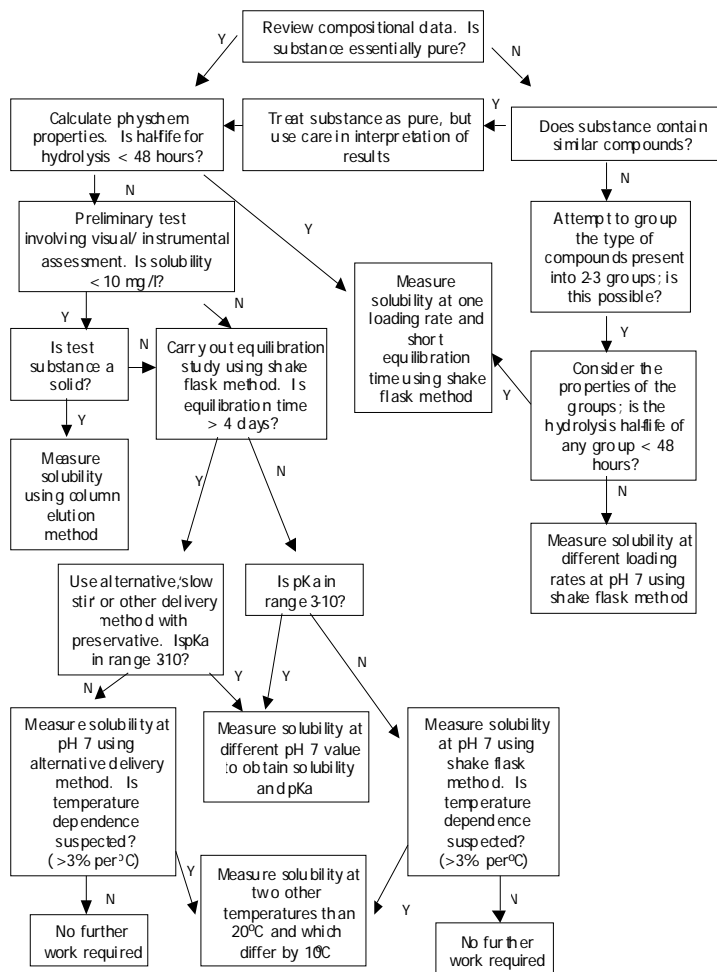 Review compositional data. Is
substance essentially pure?
Y
N
Calculate physchem
properties. Is half-life for
hydrolysis < 48 hours?
Treat substance as pure, but
use care in interpretation of
results
Y
Does substance contain
similar compounds?
N
N
Preliminary test
involving visual/ instrumental
assessment. Is solubility
< 10 mg/l?
Y
Attempt to group
the type of
compounds present
into 2-3 groups; is
this possible?
Measure
solubility at one
loading rate and
short
equilibration
time using shake
flask method
Y
N
Y
Is test
substance a
solid?
N
Carry out equilibration
study using shake
flask method. Is
equilibration time
> 4 days?
Consider the
properties of the
groups; is the
hydrolysis half-life of
any group < 48
hours?
Y
Y
Measure
solubility
using column
elution
method
Y
N
N
Measure solubility at
different loading
rates at pH 7 using
shake flask method
Use alternative,'slow
stir' or other delivery
method with
preservative. IspKa
in range 310?
Is pKa in
range 3-10?
N
Y
Y
N
Measure solubility at
pH 7 using
alternative delivery
method. Is
temperature
dependence
suspected?
(>3% per ºC)
Measure solubility at
different pH 7 value
to obtain solubility
and pKa
Measure solubility
at pH 7 using
shake flask
method. Is
temperature
dependence
suspected?
(>3% per ºC)
Y
Measure solubility at
two other
temperatures than
20ºC and which
differ by 10ºC
Y
N
N
No further
work required
No further
work required